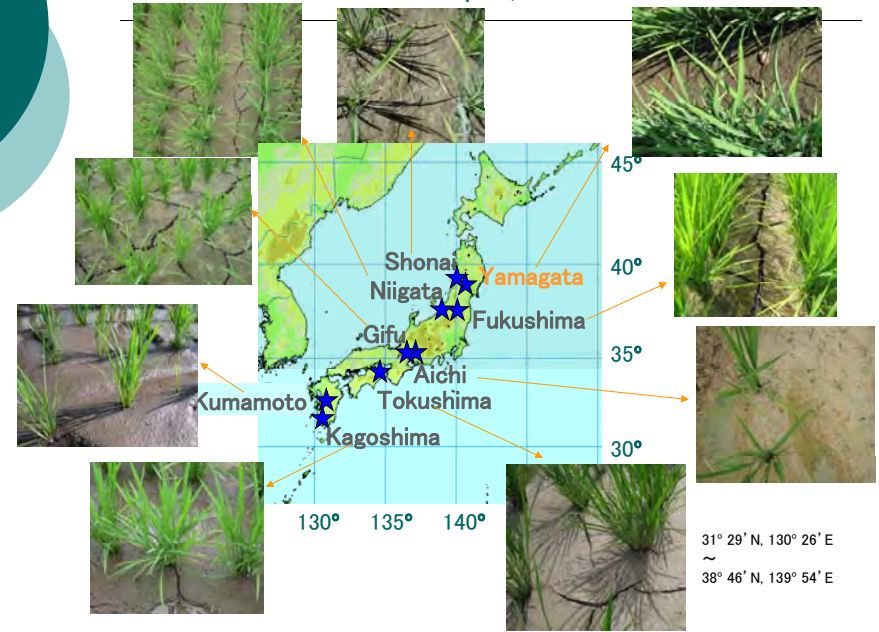 45°
Shonai
Yamagata
40°
Niigata
Fukushima
Gifu
35°
Aichi
Kumamoto
Tokushima
Kagoshima
30°
130°
135°
140°
31° 29’ N, 130° 26’ E
～
38° 46’ N, 139° 54’ E